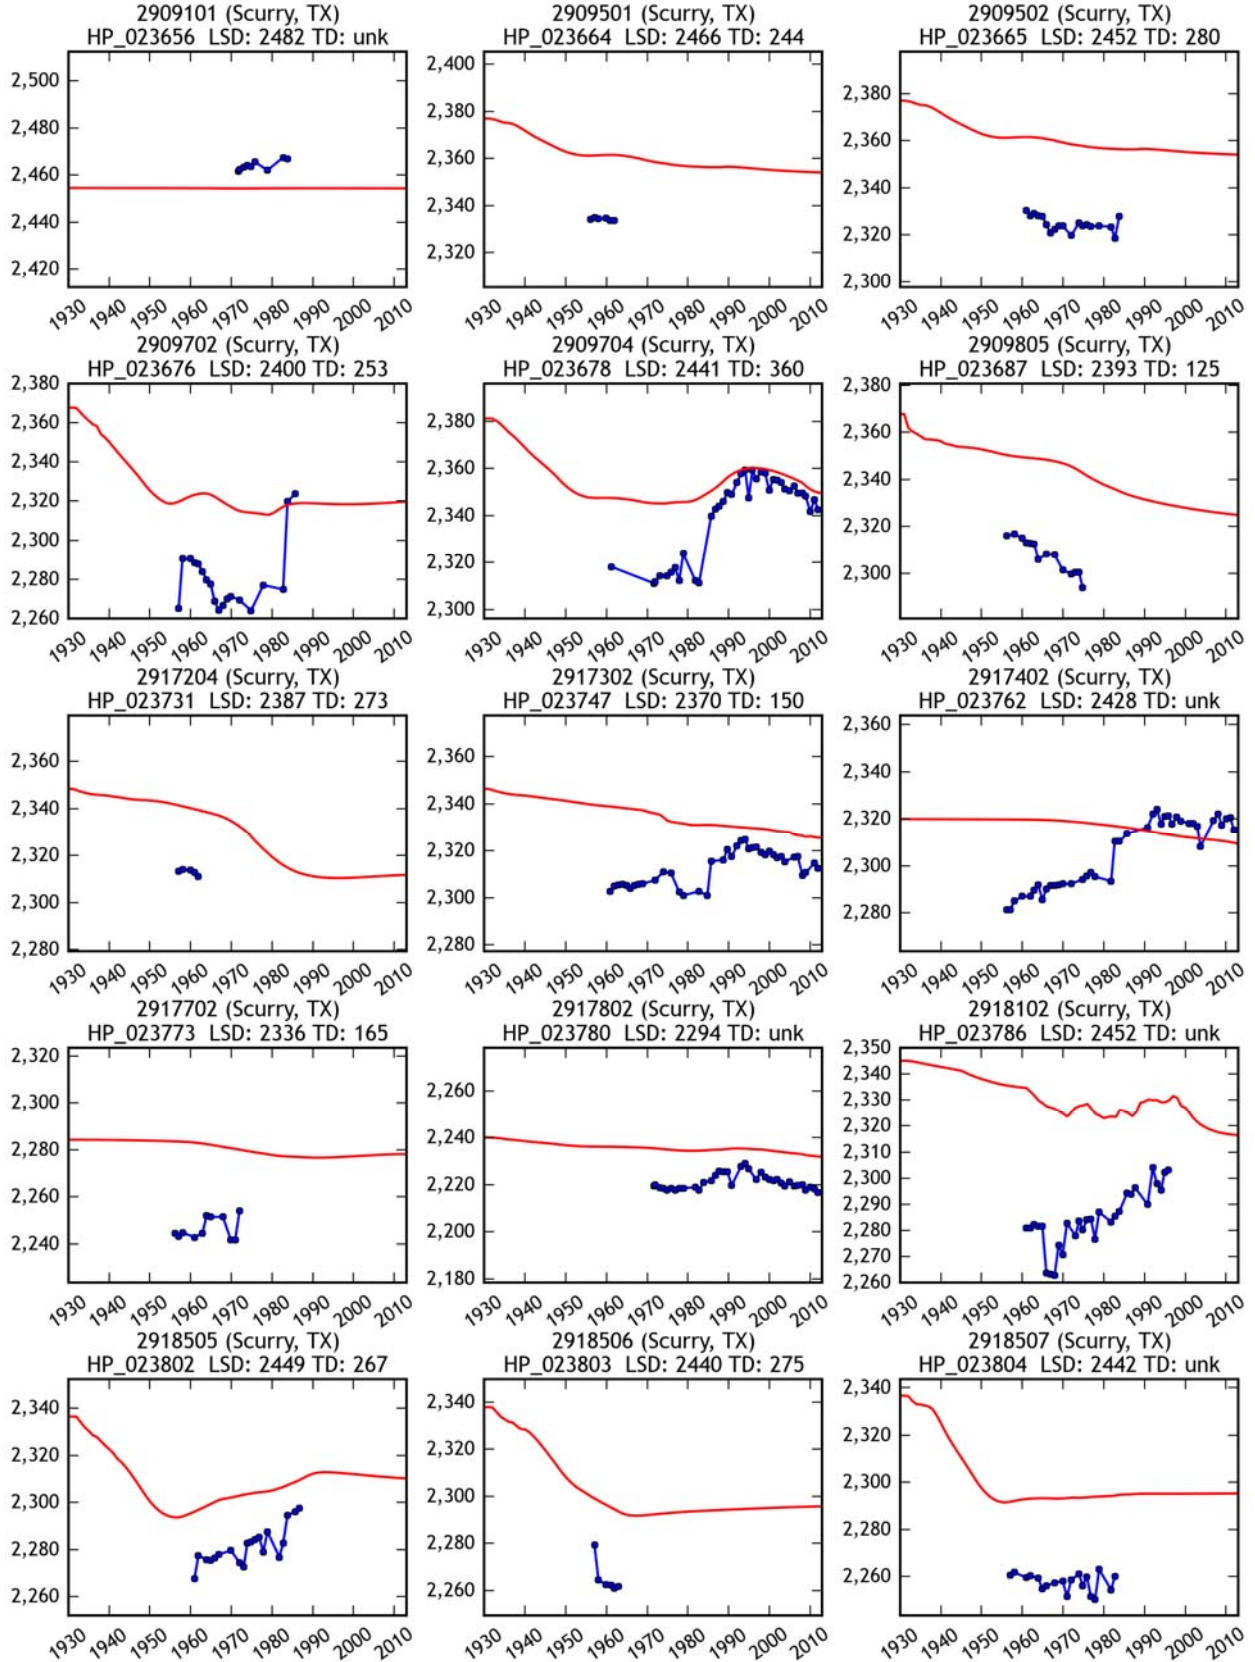 2909101 (Scurry, TX)
HP_023656 LSD: 2482 TD: unk
2,500
2,480
2,460
2,440
2,420
1930 1940 1950 1960 1970 1980 1990 2000 2010
2909501 (Scurry, TX)
HP_023664 LSD: 2466 TD: 244
2,400
2,380
2,360
2,340
2,320
1930 1940 1950 1960 1970 1980 1990 2000 2010
2909502 (Scurry, TX)
HP_023665 LSD: 2452 TD: 280
2,380
2,360
2,340
2,320
2,300
1930 1940 1950 1960 1970 1980 1990 2000 2010
2909702 (Scurry, TX)
HP_023676 LSD: 2400 TD: 253
2,380
2,360
2,340
2,320
2,300
2,280
2,260
1930 1940 1950 1960 1970 1980 1990 2000 2010
2909704 (Scurry, TX)
HP_023678 LSD: 2441 TD: 360
2,380
2,360
2,340
2,320
2,300
1930 1940 1950 1960 1970 1980 1990 2000 2010
2909805 (Scurry, TX)
HP_023687 LSD: 2393 TD: 125
2,380
2,360
2,340
2,320
2,300
1930 1940 1950 1960 1970 1980 1990 2000 2010
2917204 (Scurry, TX)
HP_023731 LSD: 2387 TD: 273
2,360
2,340
2,320
2,300
2,280
1930 1940 1950 1960 1970 1980 1990 2000 2010
2917302 (Scurry, TX)
HP_023747 LSD: 2370 TD: 150
2,360
2,340
2,320
2,300
2,280
1930 1940 1950 1960 1970 1980 1990 2000 2010
2917402 (Scurry, TX)
HP_023762 LSD: 2428 TD: unk
2,360
2,340
2,320
2,300
2,280
1930 1940 1950 1960 1970 1980 1990 2000 2010
2917702 (Scurry, TX)
HP_023773 LSD: 2336 TD: 165
2,320
2,300
2,280
2,260
2,240
1930 1940 1950 1960 1970 1980 1990 2000 2010
2917802 (Scurry, TX)
HP_023780 LSD: 2294 TD: unk
2,260
2,240
2,220
2,200
2,180
1930 1940 1950 1960 1970 1980 1990 2000 2010
2918102 (Scurry, TX)
HP_023786 LSD: 2452 TD: unk
2,350
2,340
2,330
2,320
2,310
2,300
2,290
2,280
2,270
2,260
1930 1940 1950 1960 1970 1980 1990 2000 2010
2918505 (Scurry, TX)
HP_023802 LSD: 2449 TD: 267
2,340
2,320
2,300
2,280
2,260
1930 1940 1950 1960 1970 1980 1990 2000 2010
2918506 (Scurry, TX)
HP_023803 LSD: 2440 TD: 275
2,340
2,320
2,300
2,280
2,260
1930 1940 1950 1960 1970 1980 1990 2000 2010
2918507 (Scurry, TX)
HP_023804 LSD: 2442 TD: unk
2,340
2,320
2,300
2,280
2,260
1930 1940 1950 1960 1970 1980 1990 2000 2010